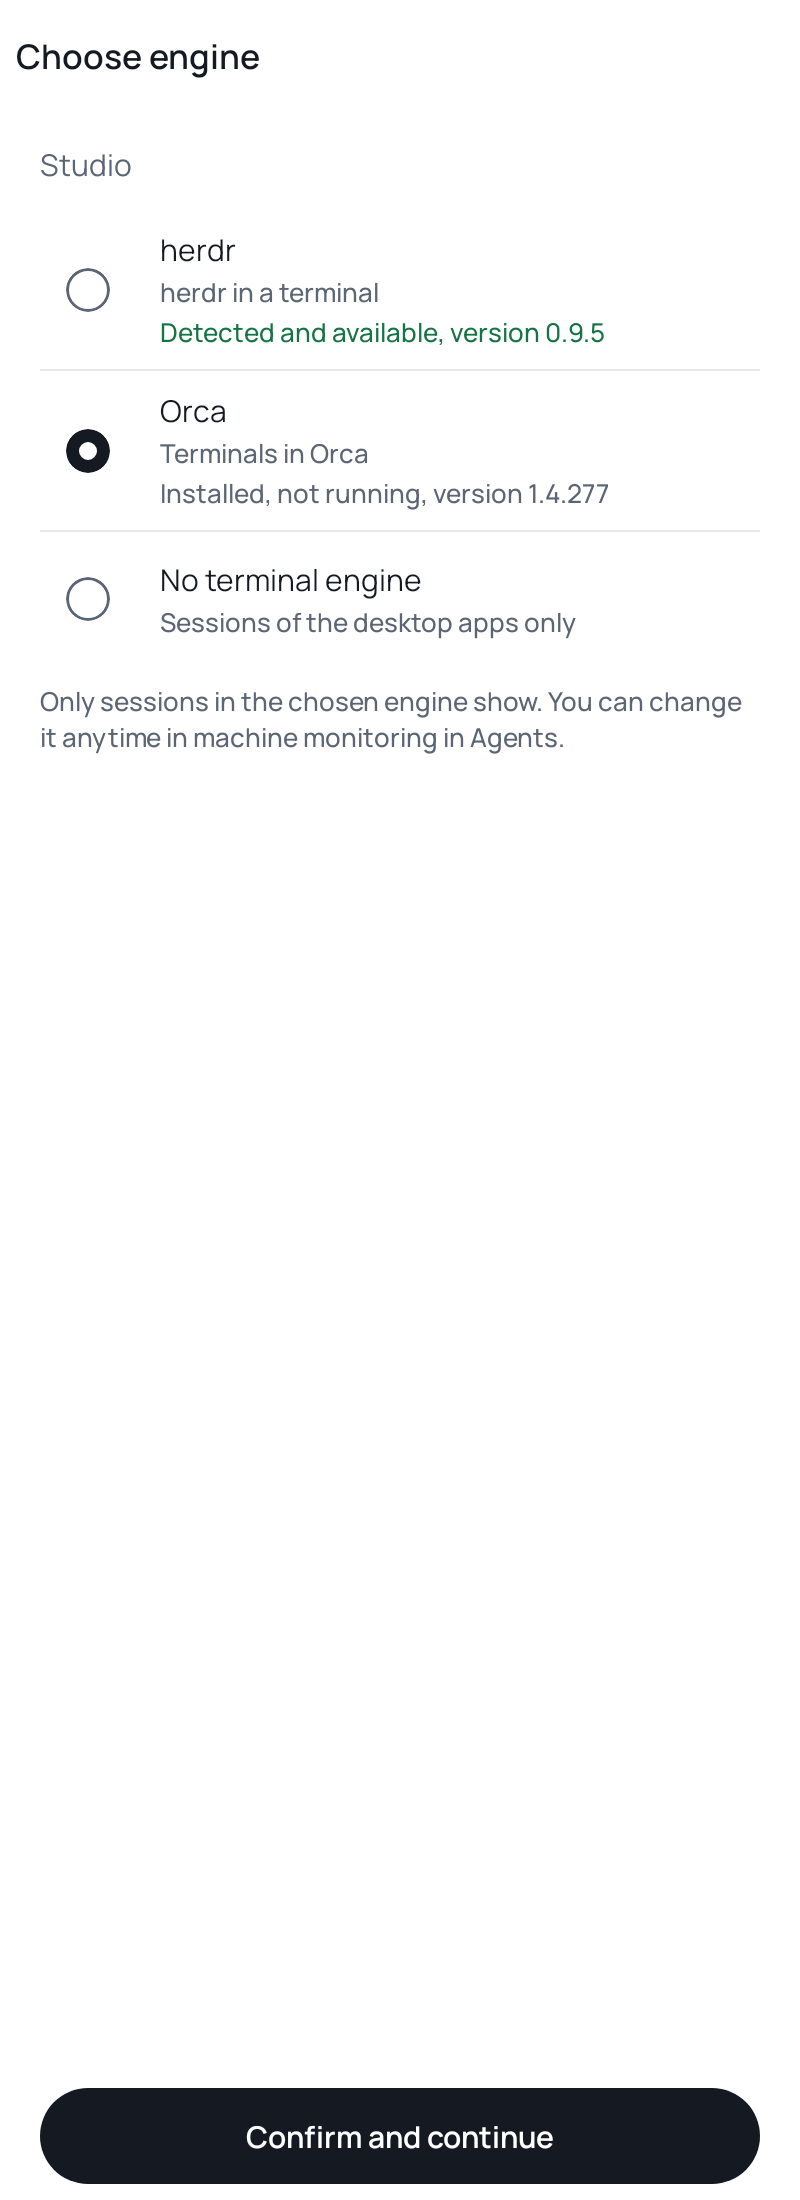 Choose engine
Studio
herdr
herdr in a terminal
Detected and available, version 0.9.5
Orca
Terminals in Orca
Installed, not running, version 1.4.277
No terminal engine
Sessions of the desktop apps only
Only sessions in the chosen engine show. You can change
it anytime in machine monitoring in Agents.
Confirm and continue